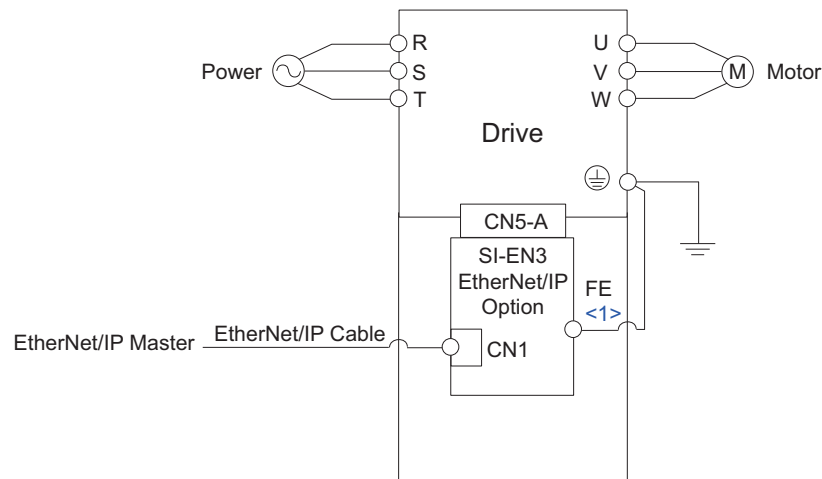 R
U
Power
S
V
M
Motor
T
W
Drive
CN5-A
SI-EN3
EtherNet/IP
Option
FE
<1>
EtherNet/IP Master
EtherNet/IP Cable
CN1